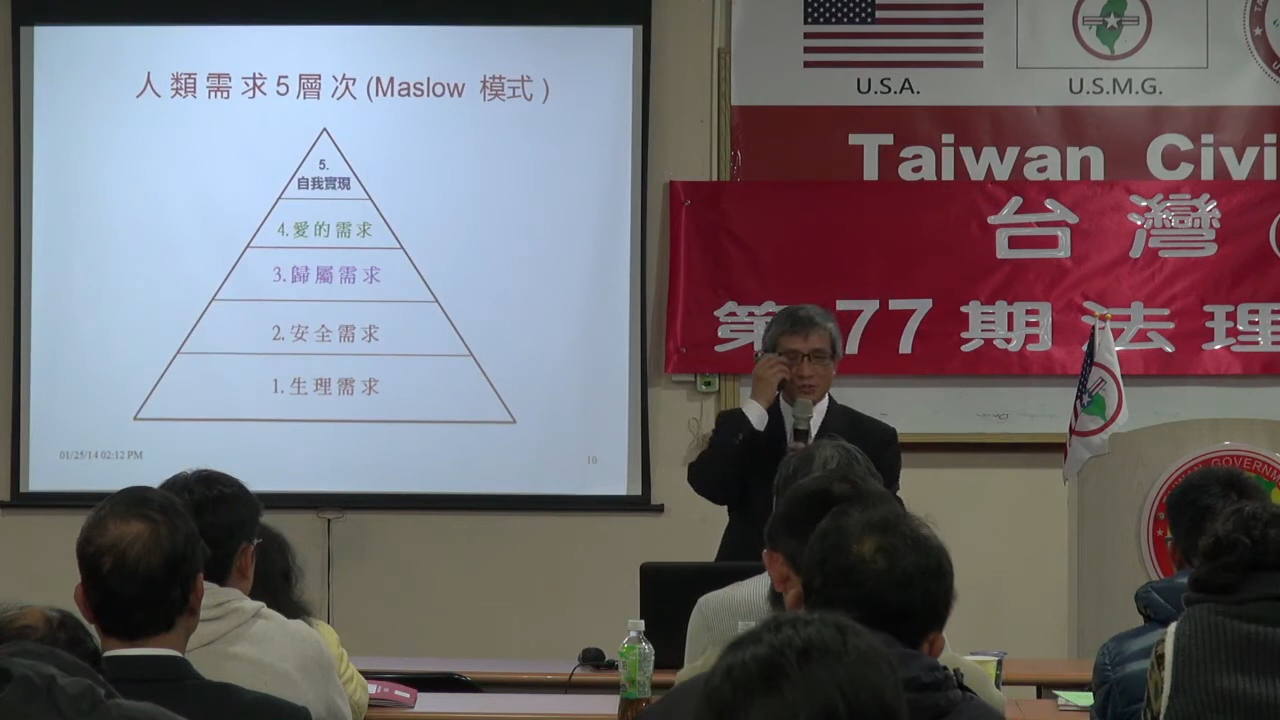 人類需求5層次(Maslow 模式)
5.
自我實現
4.愛的需求
3.歸屬需求
2.安全需求
1.生理需求
01/25/14 02:12 PM
10
U.S.A.
U.S.M.G.
Taiwan Civi
台灣
第77期法理
GOVERNM